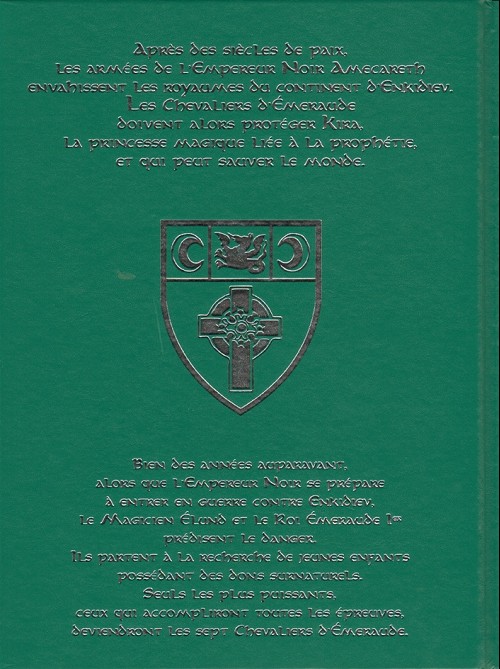 Après des siècles de paix,
les armées de l'Empereur Noir Amecareth
envahissent les royaumes du continent d'Enkidiev.
Les Chevaliers d'Émeraude
doivent alors protéger Kira,
la princesse magique liée à la prophétie,
et qui peut sauver le monde.
Bien des années auparavant,
alors que l'Empereur Noir se prépare
à entrer en guerre contre Enkidiev,
le Magicien Élund et le Roi Émeraude Ier
prédisent le danger.
Ils partent à la recherche de jeunes enfants
possédant des dons surnaturels.
Seuls les plus puissants,
ceux qui accompliront toutes les épreuves,
deviendront les sept Chevaliers d'Émeraude.